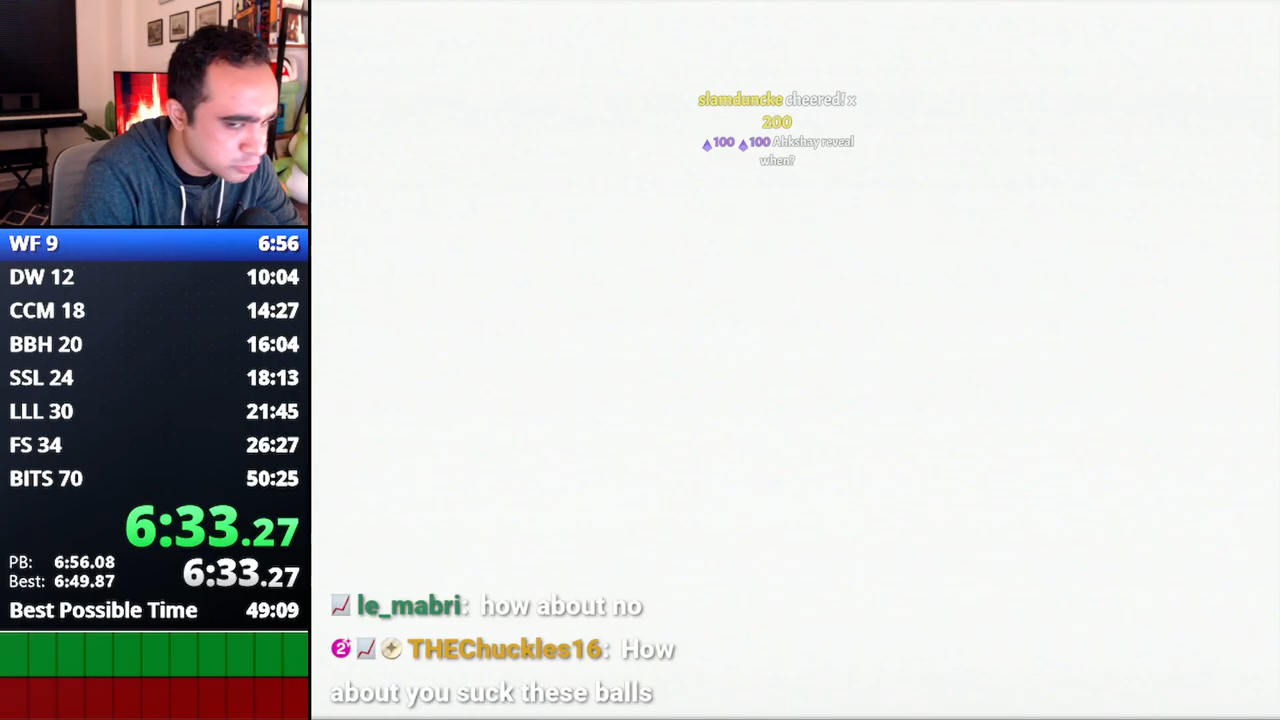 WF 9 6:56
DW 12 10:04
CCM 18 14:27
BBH 20 16:04
SSL 24 18:13
LLL 30 21:45
FS 34 26:27
BITS 70 50:25
6:33.27
PB: 6:56.08
Best: 6:49.87
6:33.27
Best Possible Time 49:09
slamduncke cheered! x
200
100 100 Ahkshay reveal
when?
le_mabri: how about no
2 THEChuckles16: How
about you suck these balls